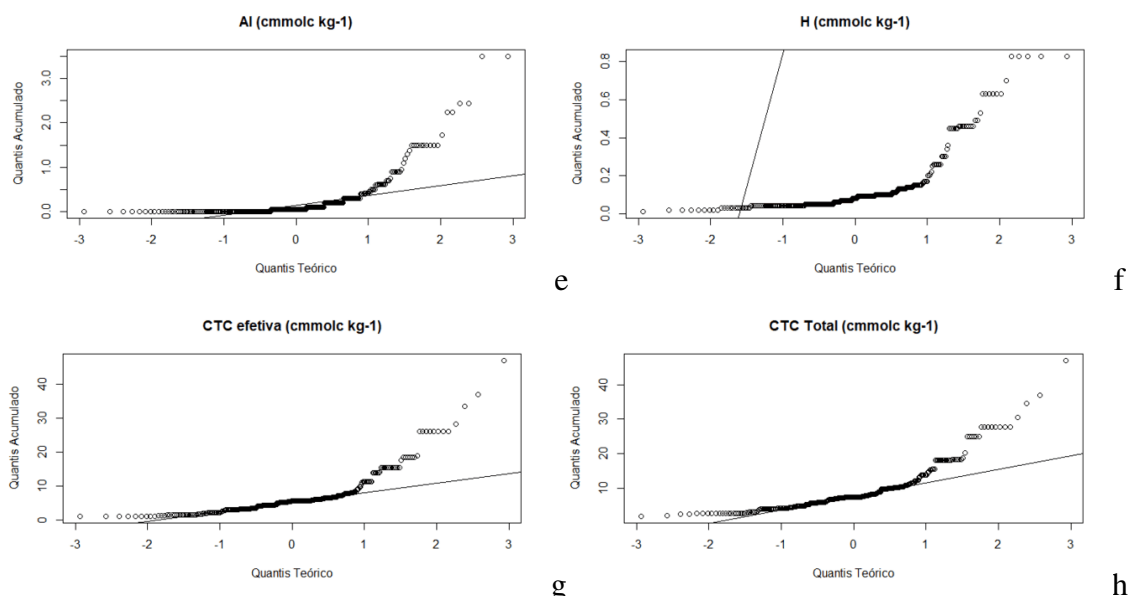 Al (cmmolc kg-1)
Quantis Acumulado
0.0 1.0 2.0 3.0
-3 -2 -1 0 1 2 3
Quantis Teórico
e
H (cmmolc kg-1)
Quantis Acumulado
0.0 0.2 0.4 0.6 0.8
-3 -2 -1 0 1 2 3
Quantis Teórico
f
CTC efetiva (cmmolc kg-1)
Quantis Acumulado
0 10 20 30 40
-3 -2 -1 0 1 2 3
Quantis Teórico
g
CTC Total (cmmolc kg-1)
Quantis Acumulado
10 20 30 40
-3 -2 -1 0 1 2 3
Quantis Teórico
h